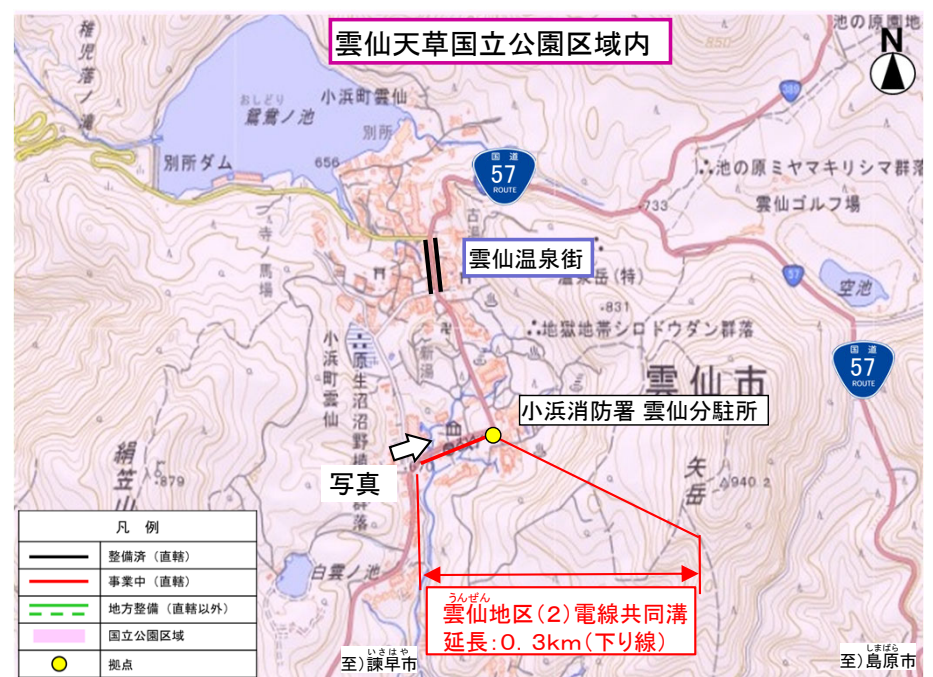 雲仙天草国立公園区域内
池の原園地
N
稚児落ノ滝
おしどり
鴛鴦ノ池
小浜町雲仙
別所
850
389
別所ダム
656
国道
57
ROUTE
池の原ミヤマキリシマ群落
733
雲仙ゴルフ場
古湯
一寺ノ馬場
雲仙温泉街
温泉岳(特)
57
空池
831
地獄地帯シロドウダン群落
小浜町雲仙
原生沼沼野植物群落
新湯
国道
57
ROUTE
雲仙市
小浜消防署 雲仙分駐所
絹笠山
879
写真
矢岳
940.2
白雲ノ池
凡 例
整備済(直轄)
事業中(直轄)
地方整備(直轄以外)
国立公園区域
拠点
うんぜん
雲仙地区(2)電線共同溝
延長:0.3km(下り線)
いさはや
至)諫早市
しまばら
至)島原市